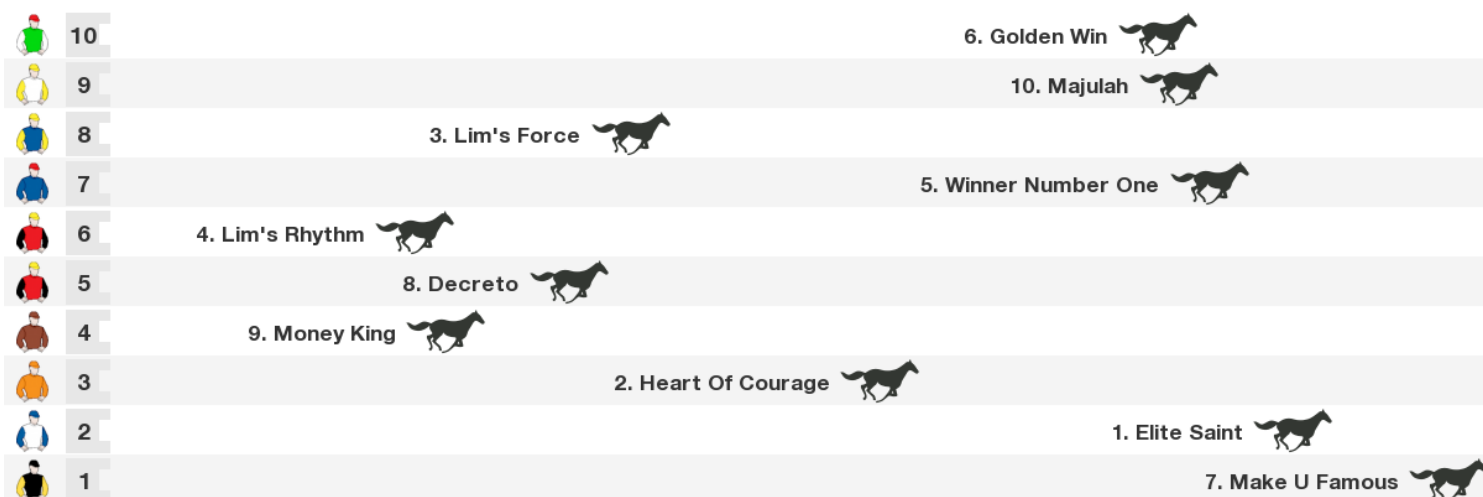 10 6. Golden Win
9 10. Majulah
8 3. Lim's Force
7 5. Winner Number One
6 4. Lim's Rhythm
5 8. Decreto
4 9. Money King
3 2. Heart Of Courage
2 1. Elite Saint
1 7. Make U Famous